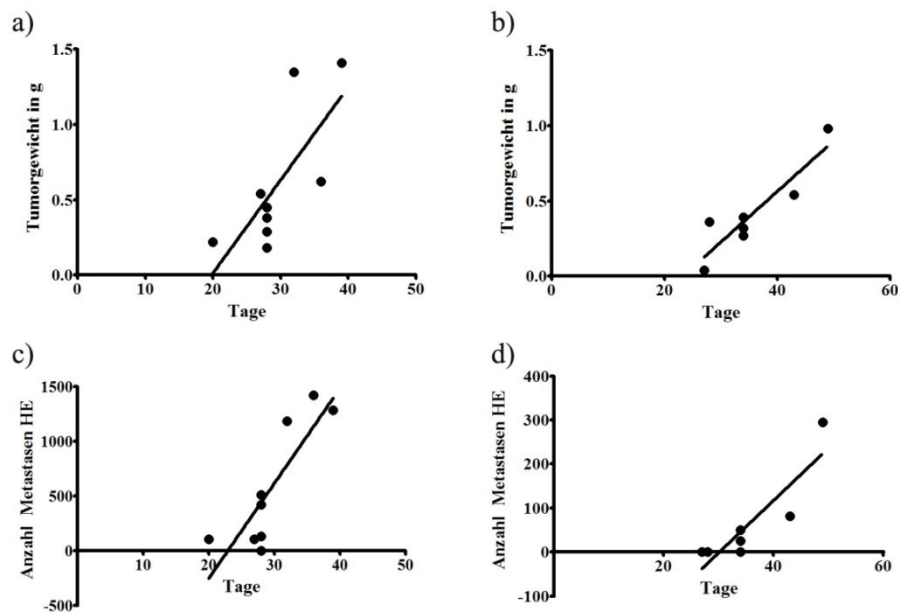 a)
1.5
1.0
0.5
0.0
0 10 20 30 40 50
Tage
Tumorgewicht in g
b)
1.5
1.0
0.5
0.0
0 20 40 60
Tage
Tumorgewicht in g
c)
1500
1000
500
0
-500
10 20 30 40 50
Tage
Anzahl Metastasen HE
d)
400
300
200
100
0
-100
20 40 60
Tage
Anzahl Metastasen HE